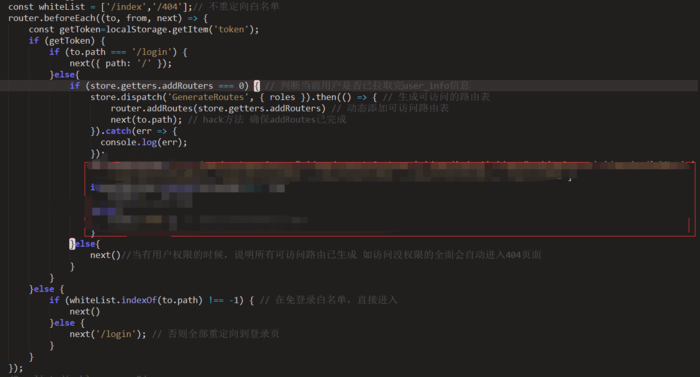 const whiteList = ['/index','/404'];// 不重定向白名单
router.beforeEach((to, from, next) => {
const getToken=localStorage.getItem('token');
if (getToken) {
if (to.path === '/login') {
next({ path: '/' });
}else{
if (store.getters.addRouters === 0) { // 判断当前用户是否已拉取完user_info信息
store.dispatch('GenerateRoutes', { roles }).then(() => { // 生成可访问的路由表
router.addRoutes(store.getters.addRouters) // 动态添加可访问路由表
next(to.path); // hack方法 确保addRoutes已完成
}).catch(err => {
console.log(err);
});
}
}else{
next()//当有用户权限的时候，说明所有可访问路由已生成 如访问没权限的全面会自动进入404页面
}
}
}else {
if (whiteList.indexOf(to.path) !== -1) { // 在免登录白名单，直接进入
next()
}else {
next('/login'); // 否则全部重定向到登录页
}
}
});